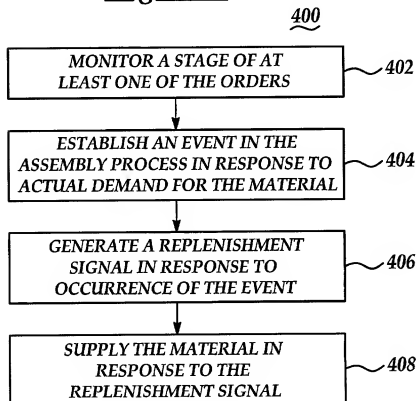 400
MONITOR A STAGE OF AT
LEAST ONE OF THE ORDERS
402
ESTABLISH AN EVENT IN THE
ASSEMBLY PROCESS IN RESPONSE TO
ACTUAL DEMAND FOR THE MATERIAL
404
GENERATE A REPLENISHMENT
SIGNAL IN RESPONSE TO
OCCURRENCE OF THE EVENT
406
SUPPLY THE MATERIAL IN
RESPONSE TO THE
REPLENISHMENT SIGNAL
408